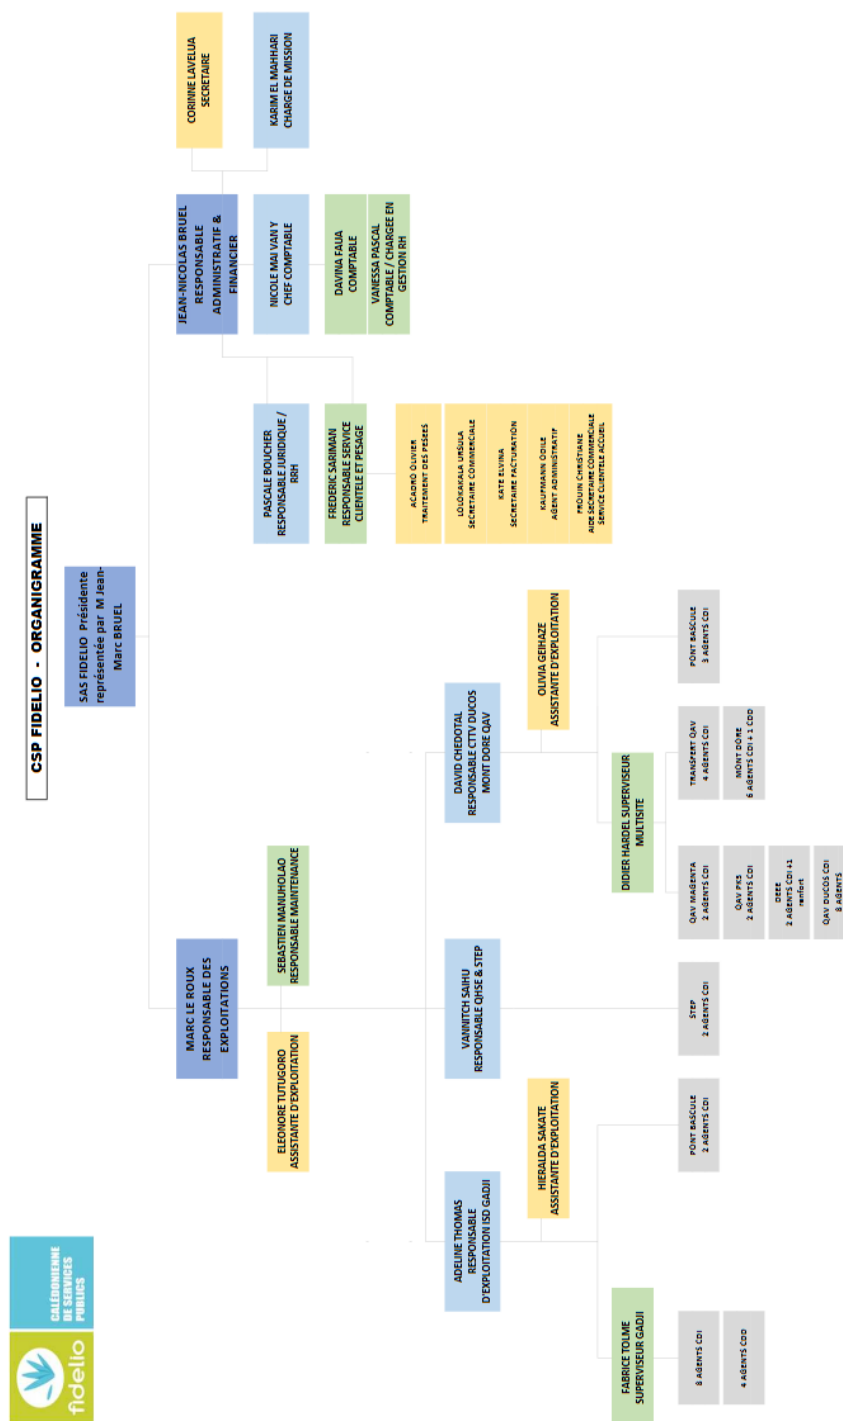 fidelio
CALÉDONIENNE
DE SERVICES
PUBLICS
CSP FIDELIO - ORGANIGRAMME
SAS FIDELIO Présidente
représentée par M Jean-
Marc BRUEL
MARC LE ROUX
RESPONSABLE DES
EXPLOITATIONS
JEAN-NICOLAS BRUEL
RESPONSABLE
ADMINISTRATIF &
FINANCIER
CORINNE LAVELUA
SECRETAIRE
KARIM EL MAHHARI
CHARGE DE MISSION
NICOLE MAI VAN Y
CHEF COMPTABLE
DAVINA FAUA
COMPTABLE
VANESSA PASCAL
COMPTABLE / CHARGEE EN
GESTION RH
PASCALE BOUCHER
RESPONSABLE JURIDIQUE /
RRH
FREDERIC SARIMAN
RESPONSABLE SERVICE
CLIENTELE ET PESAGE
ACADRO OLIVIER
TRAITEMENT DES PESEES
LOLOKAKALA URSULA
SECRETAIRE COMMERCIALE
KATE ELVINA
SECRETAIRE FACTURATION
KAUFMANN ODILE
AGENT ADMINISTRATIF
FROUIN CHRISTIANE
AIDE SECRETAIRE COMMERCIALE
SERVICE CLIENTELE ACCUEIL
ELEONORE TUTUGORO
ASSISTANTE D'EXPLOITATION
SEBASTIEN MANUHOLAO
RESPONSABLE MAINTENANCE
ADELINE THOMAS
RESPONSABLE
D'EXPLOITATION ISD GADJI
VANNITCH SAIHU
RESPONSABLE QHSE & STEP
DAVID CHEDOTAL
RESPONSABLE CTTV DUCOS
MONT DORE QAV
HIERALDA SAKATE
ASSISTANTE D'EXPLOITATION
OLIVIA GEIHAZE
ASSISTANTE D'EXPLOITATION
FABRICE TOLME
SUPERVISEUR GADJI
DIDIER HARDEL SUPERVISEUR
MULTISITE
8 AGENTS CDI
4 AGENTS CDD
PONT BASCULE
2 AGENTS CDI
STEP
2 AGENTS CDI
QAV MAGENTA
2 AGENTS CDI
QAV PK5
2 AGENTS CDI
DEEE
2 AGENTS CDI +1
renfort
QAV DUCOS CDI
8 AGENTS
TRANSFERT QAV
4 AGENTS CDI
MONT DORE
6 AGENTS CDI + 1 CDD
PONT BASCULE
3 AGENTS CDI